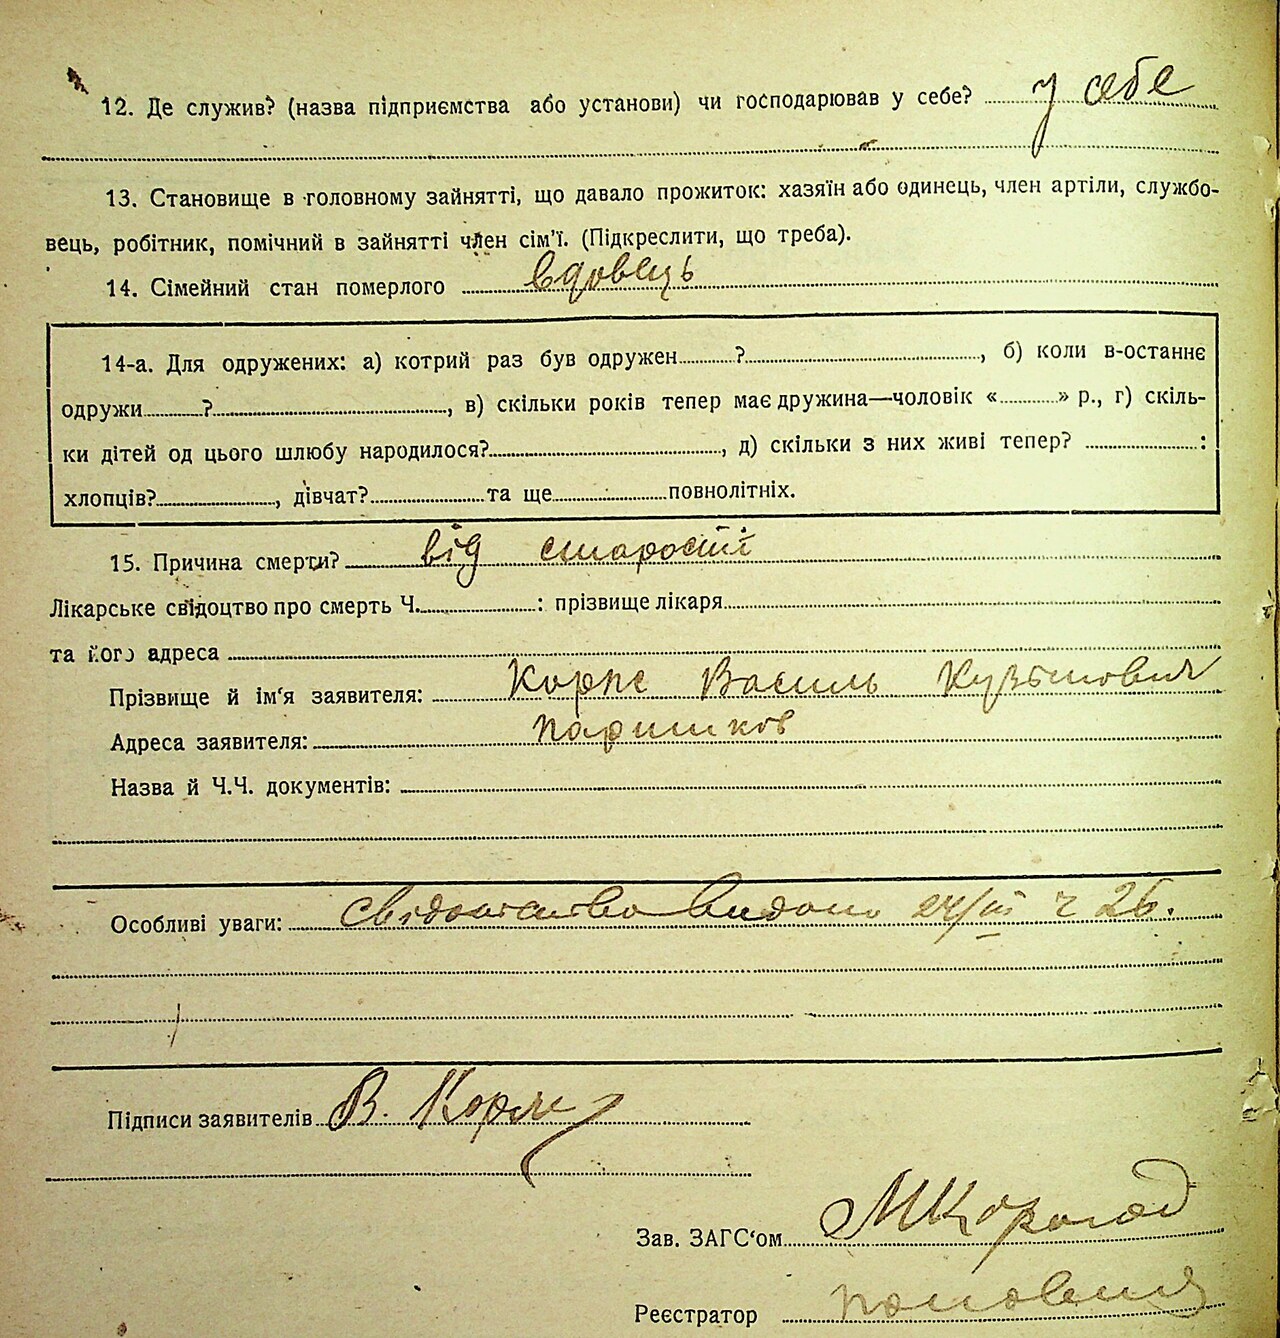 12. Де служив? (назва підприємства або установи) чи господарював у себе? у себе
13. Становище в головному зайнятті, що давало прожиток: хазяїн або одинець, член артіли, службо-
вець, робітник, помічний в зайнятті член сім'ї. (Підкреслити, що треба).
14. Сімейний стан померлого вдовець
14-а. Для одружених: а) котрий раз був одружен ? , б) коли в-останнє
одружи ? , в) скільки років тепер має дружина—чоловік « » р., г) скіль-
ки дітей од цього шлюбу народилося? , д) скільки з них живі тепер? :
хлопців? , дівчат? та ще повнолітніх.
15. Причина смерти? від старості
Лікарське свідоцтво про смерть Ч. : прізвище лікаря
та його адреса
Прізвище й ім'я заявителя: Корпе Василь Кузьмович
Адреса заявителя:
Назва й Ч.Ч. документів:
Особливі уваги: видано 24/III ч 26.
Підписи заявителів В.
Зав. ЗАГС'ом
Реєстратор